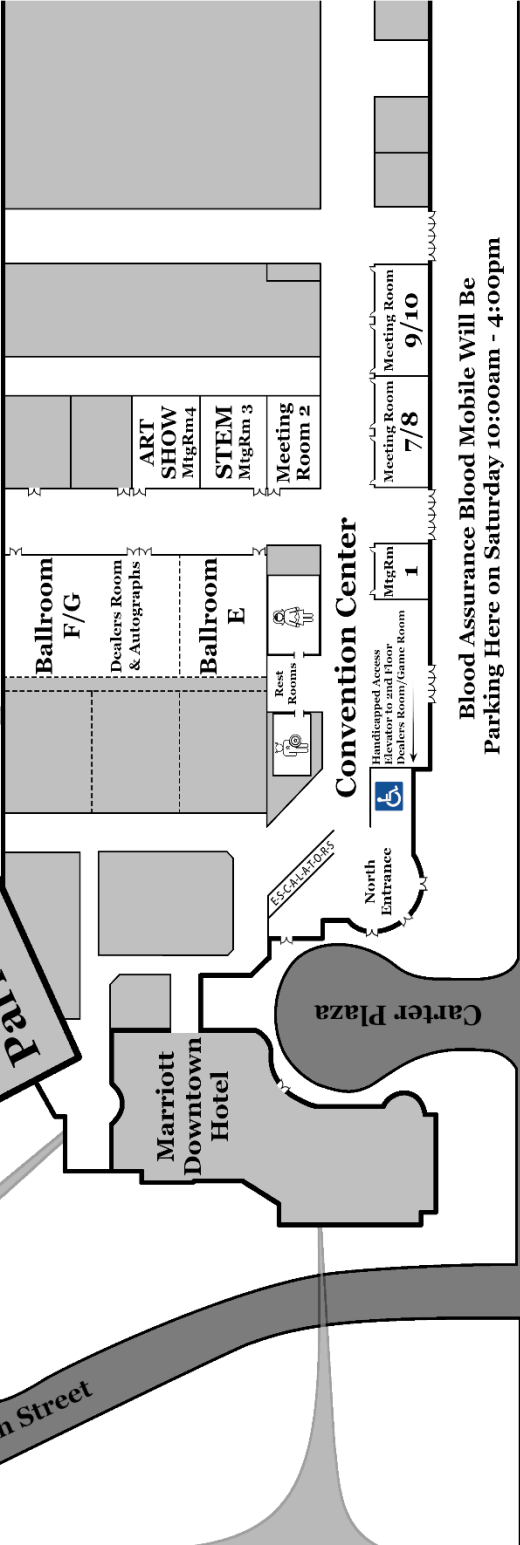 ART
SHOW
MtgRm4
STEM
MtgRm 3
Meeting
Room 2
Meeting Room
9/10
Meeting Room
7/8
MtgRm
1
Ballroom
F/G
Dealers Room
& Autographs
Ballroom
E
Rest
Rooms
Convention Center
Handicapped Access
Elevator to 2nd Floor
Dealers Room/Game Room
Blood Assurance Blood Mobile Will Be
Parking Here on Saturday 10:00am - 4:00pm
E-S-C-A-L-A-T-O-R-S
North
Entrance
Carter Plaza
Marriott
Downtown
Hotel
Street